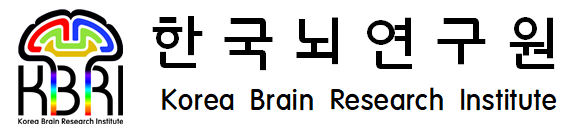 KBRI
Korea Brain Research Institute
한국뇌연구원
Korea Brain Research Institute